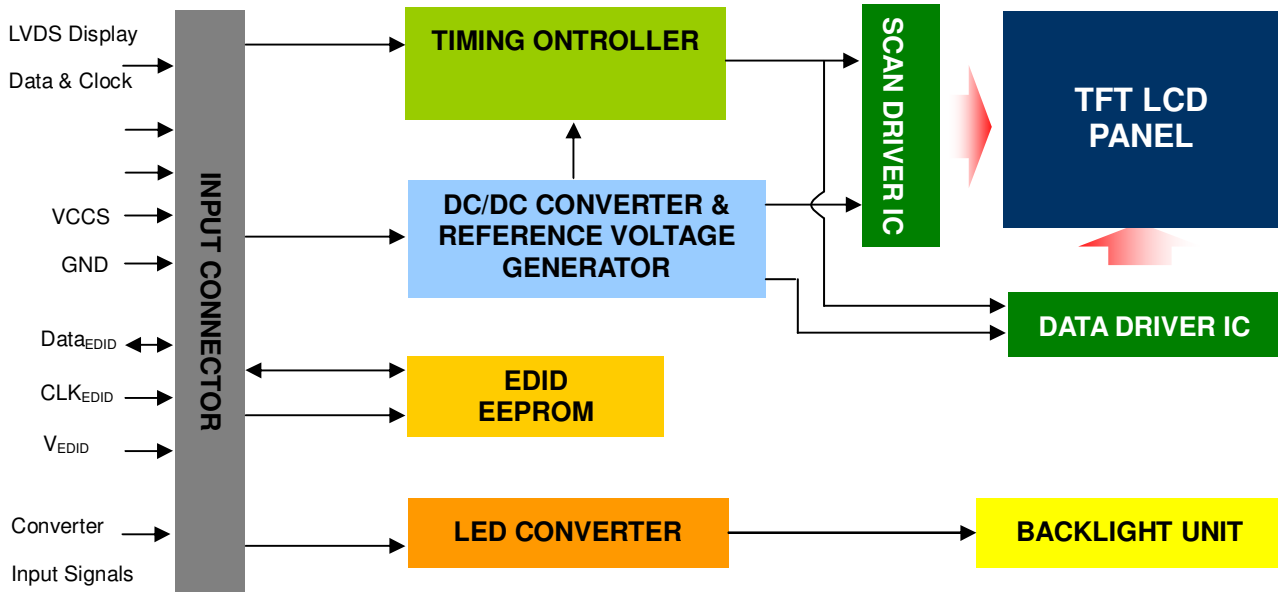 LVDS Display
Data & Clock
VCCS
GND
DataEDID
CLKEDID
VEDID
Converter
Input Signals
INPUT CONNECTOR
TIMING ONTROLLER
DC/DC CONVERTER &
REFERENCE VOLTAGE
GENERATOR
EDID
EEPROM
LED CONVERTER
SCAN DRIVER IC
TFT LCD
PANEL
DATA DRIVER IC
BACKLIGHT UNIT